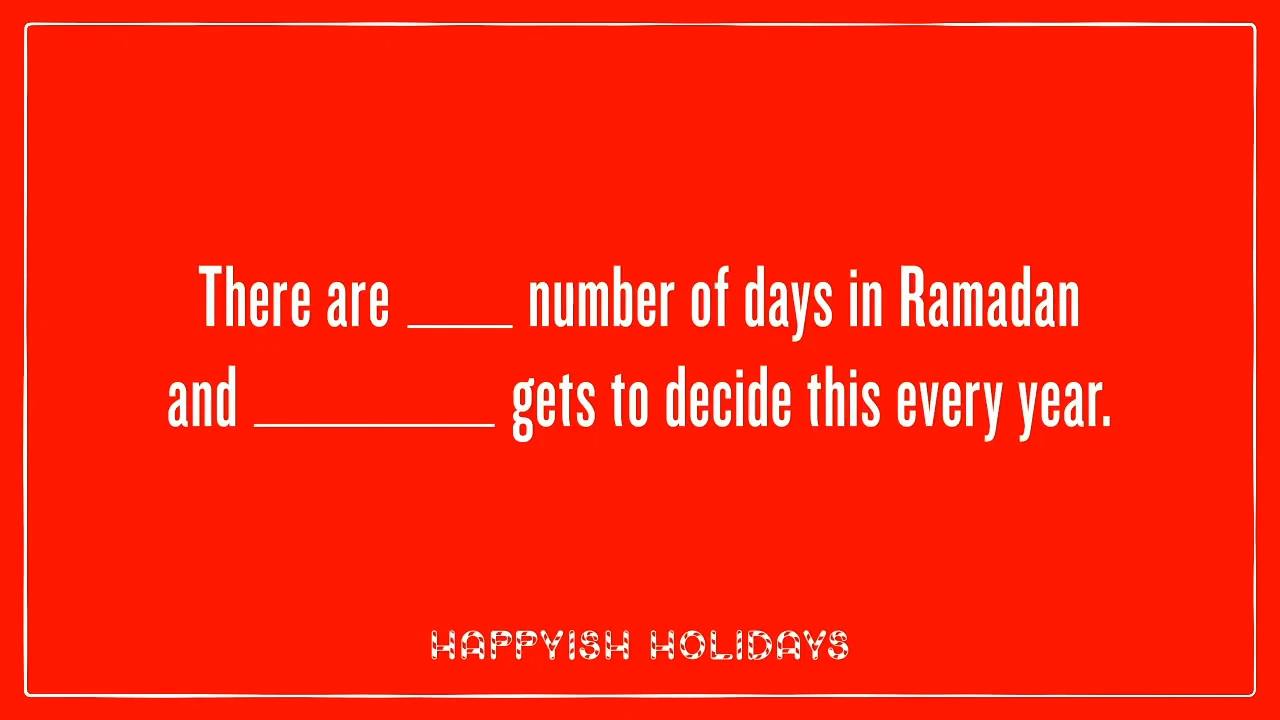 There are ____ number of days in Ramadan
and _________ gets to decide this every year.
HAPPYISH HOLIDAYS